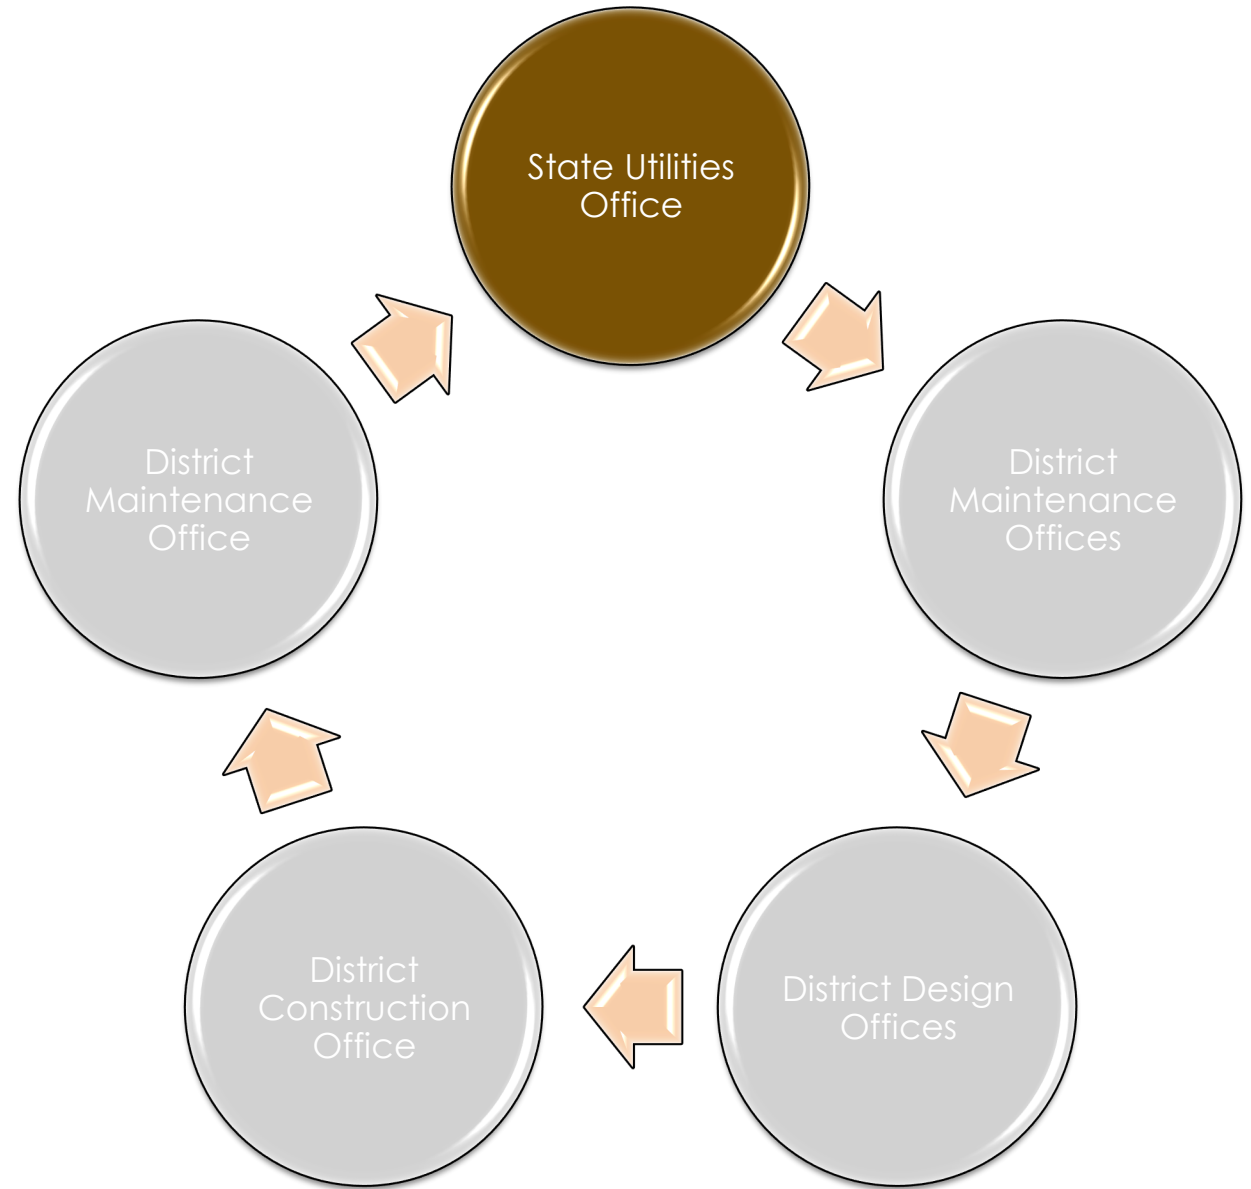 State Utilities
Office
District
Maintenance
Offices
District Design
Offices
District
Construction
Office
District
Maintenance
Office